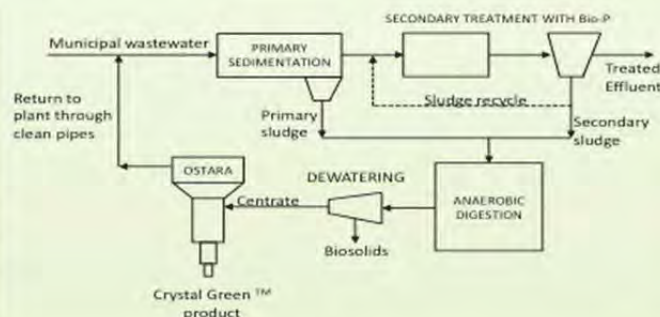 SECONDARY TREATMENT WITH Bio-P
Municipal wastewater
PRIMARY
SEDIMENTATION
Treated
Effluent
Return to
plant through
clean pipes
Sludge recycle
Primary
sludge
Secondary
sludge
OSTARA
DEWATERING
Centrate
ANAEROBIC
DIGESTION
Biosolids
Crystal Green ™
product